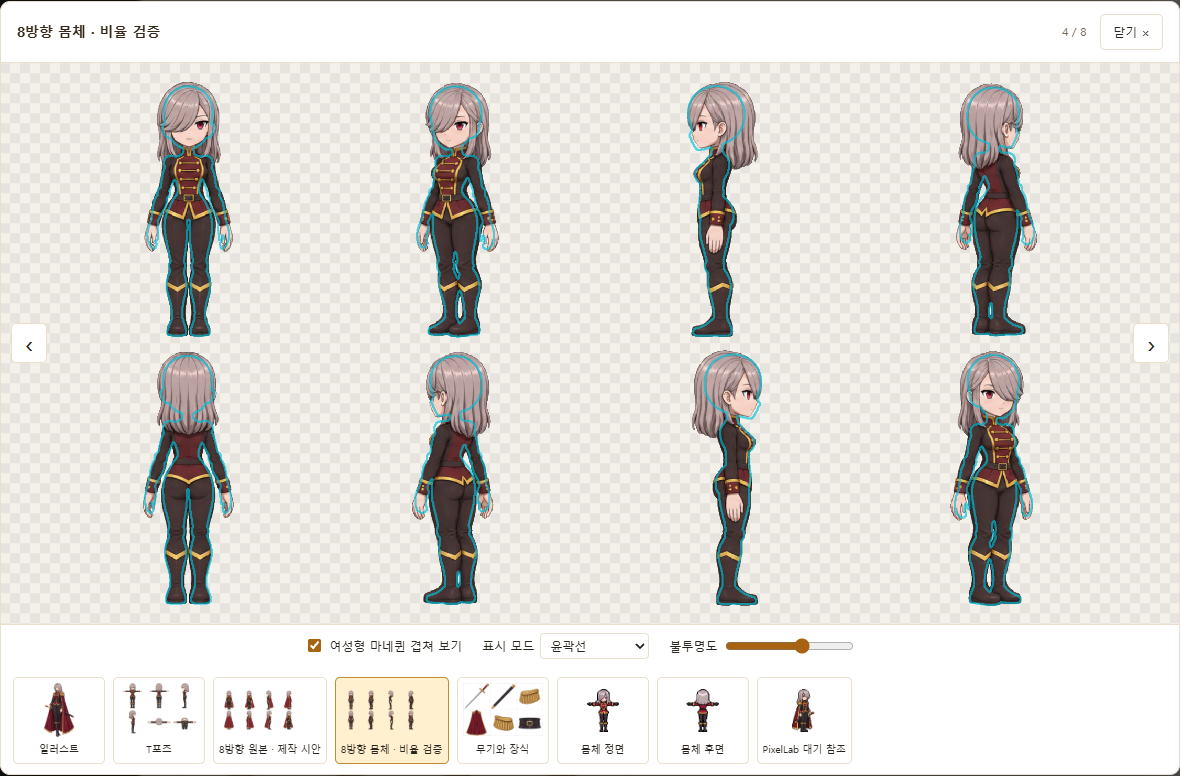 8방향 몸체 · 비율 검증
4 / 8
닫기 ×
‹
›
여성형 마네퀸 겹쳐 보기
표시 모드
윤곽선
불투명도
일러스트
T포즈
8방향 원본 · 제작 시안
8방향 몸체 · 비율 검증
무기와 장식
몸체 정면
몸체 후면
PixelLab 대기 참조